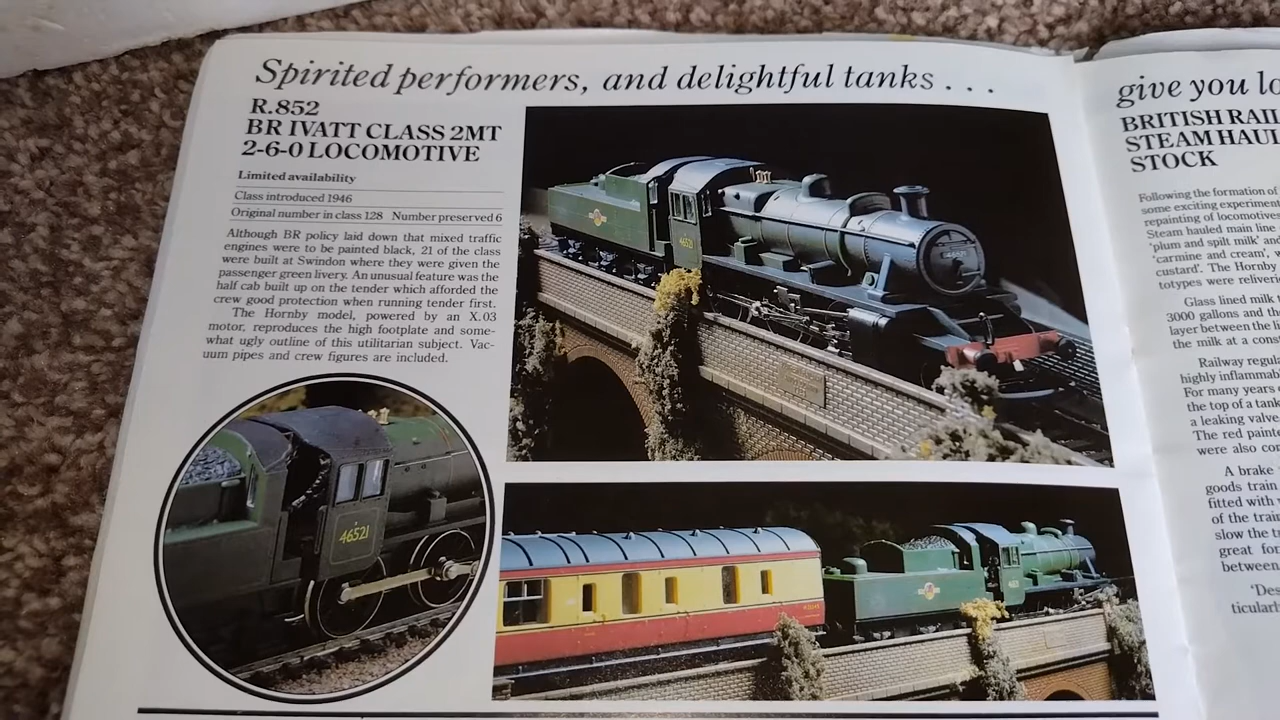 Spirited performers, and delightful tanks . . .
R.852
BR IVATT CLASS 2MT
2-6-0 LOCOMOTIVE
Limited availability
Class introduced 1946
Original number in class 128 Number preserved 6
Although BR policy laid down that mixed traffic
engines were to be painted black, 21 of the class
were built at Swindon where they were given the
passenger green livery. An unusual feature was the
half cab built up on the tender which afforded the
crew good protection when running tender first.
The Hornby model, powered by an X.03
motor, reproduces the high footplate and some-
what ugly outline of this utilitarian subject. Vac-
uum pipes and crew figures are included.
46521
46521
46521
give you lo
BRITISH RAIL
STEAM HAUL
STOCK
Following the formation of
some exciting experiment
repainting of locomotives
Steam hauled main line
'plum and spilt milk' and
'carmine and cream', w
custard'. The Hornby
totypes were reliverie
Glass lined milk
3000 gallons and th
layer between the
the milk at a const
Railway regula
highly inflammab
For many years
the top of a tank
a leaking valve
The red painte
were also con
A brake
goods train
fitted with
of the train
slow the t
great for
between
'Des
ticularl